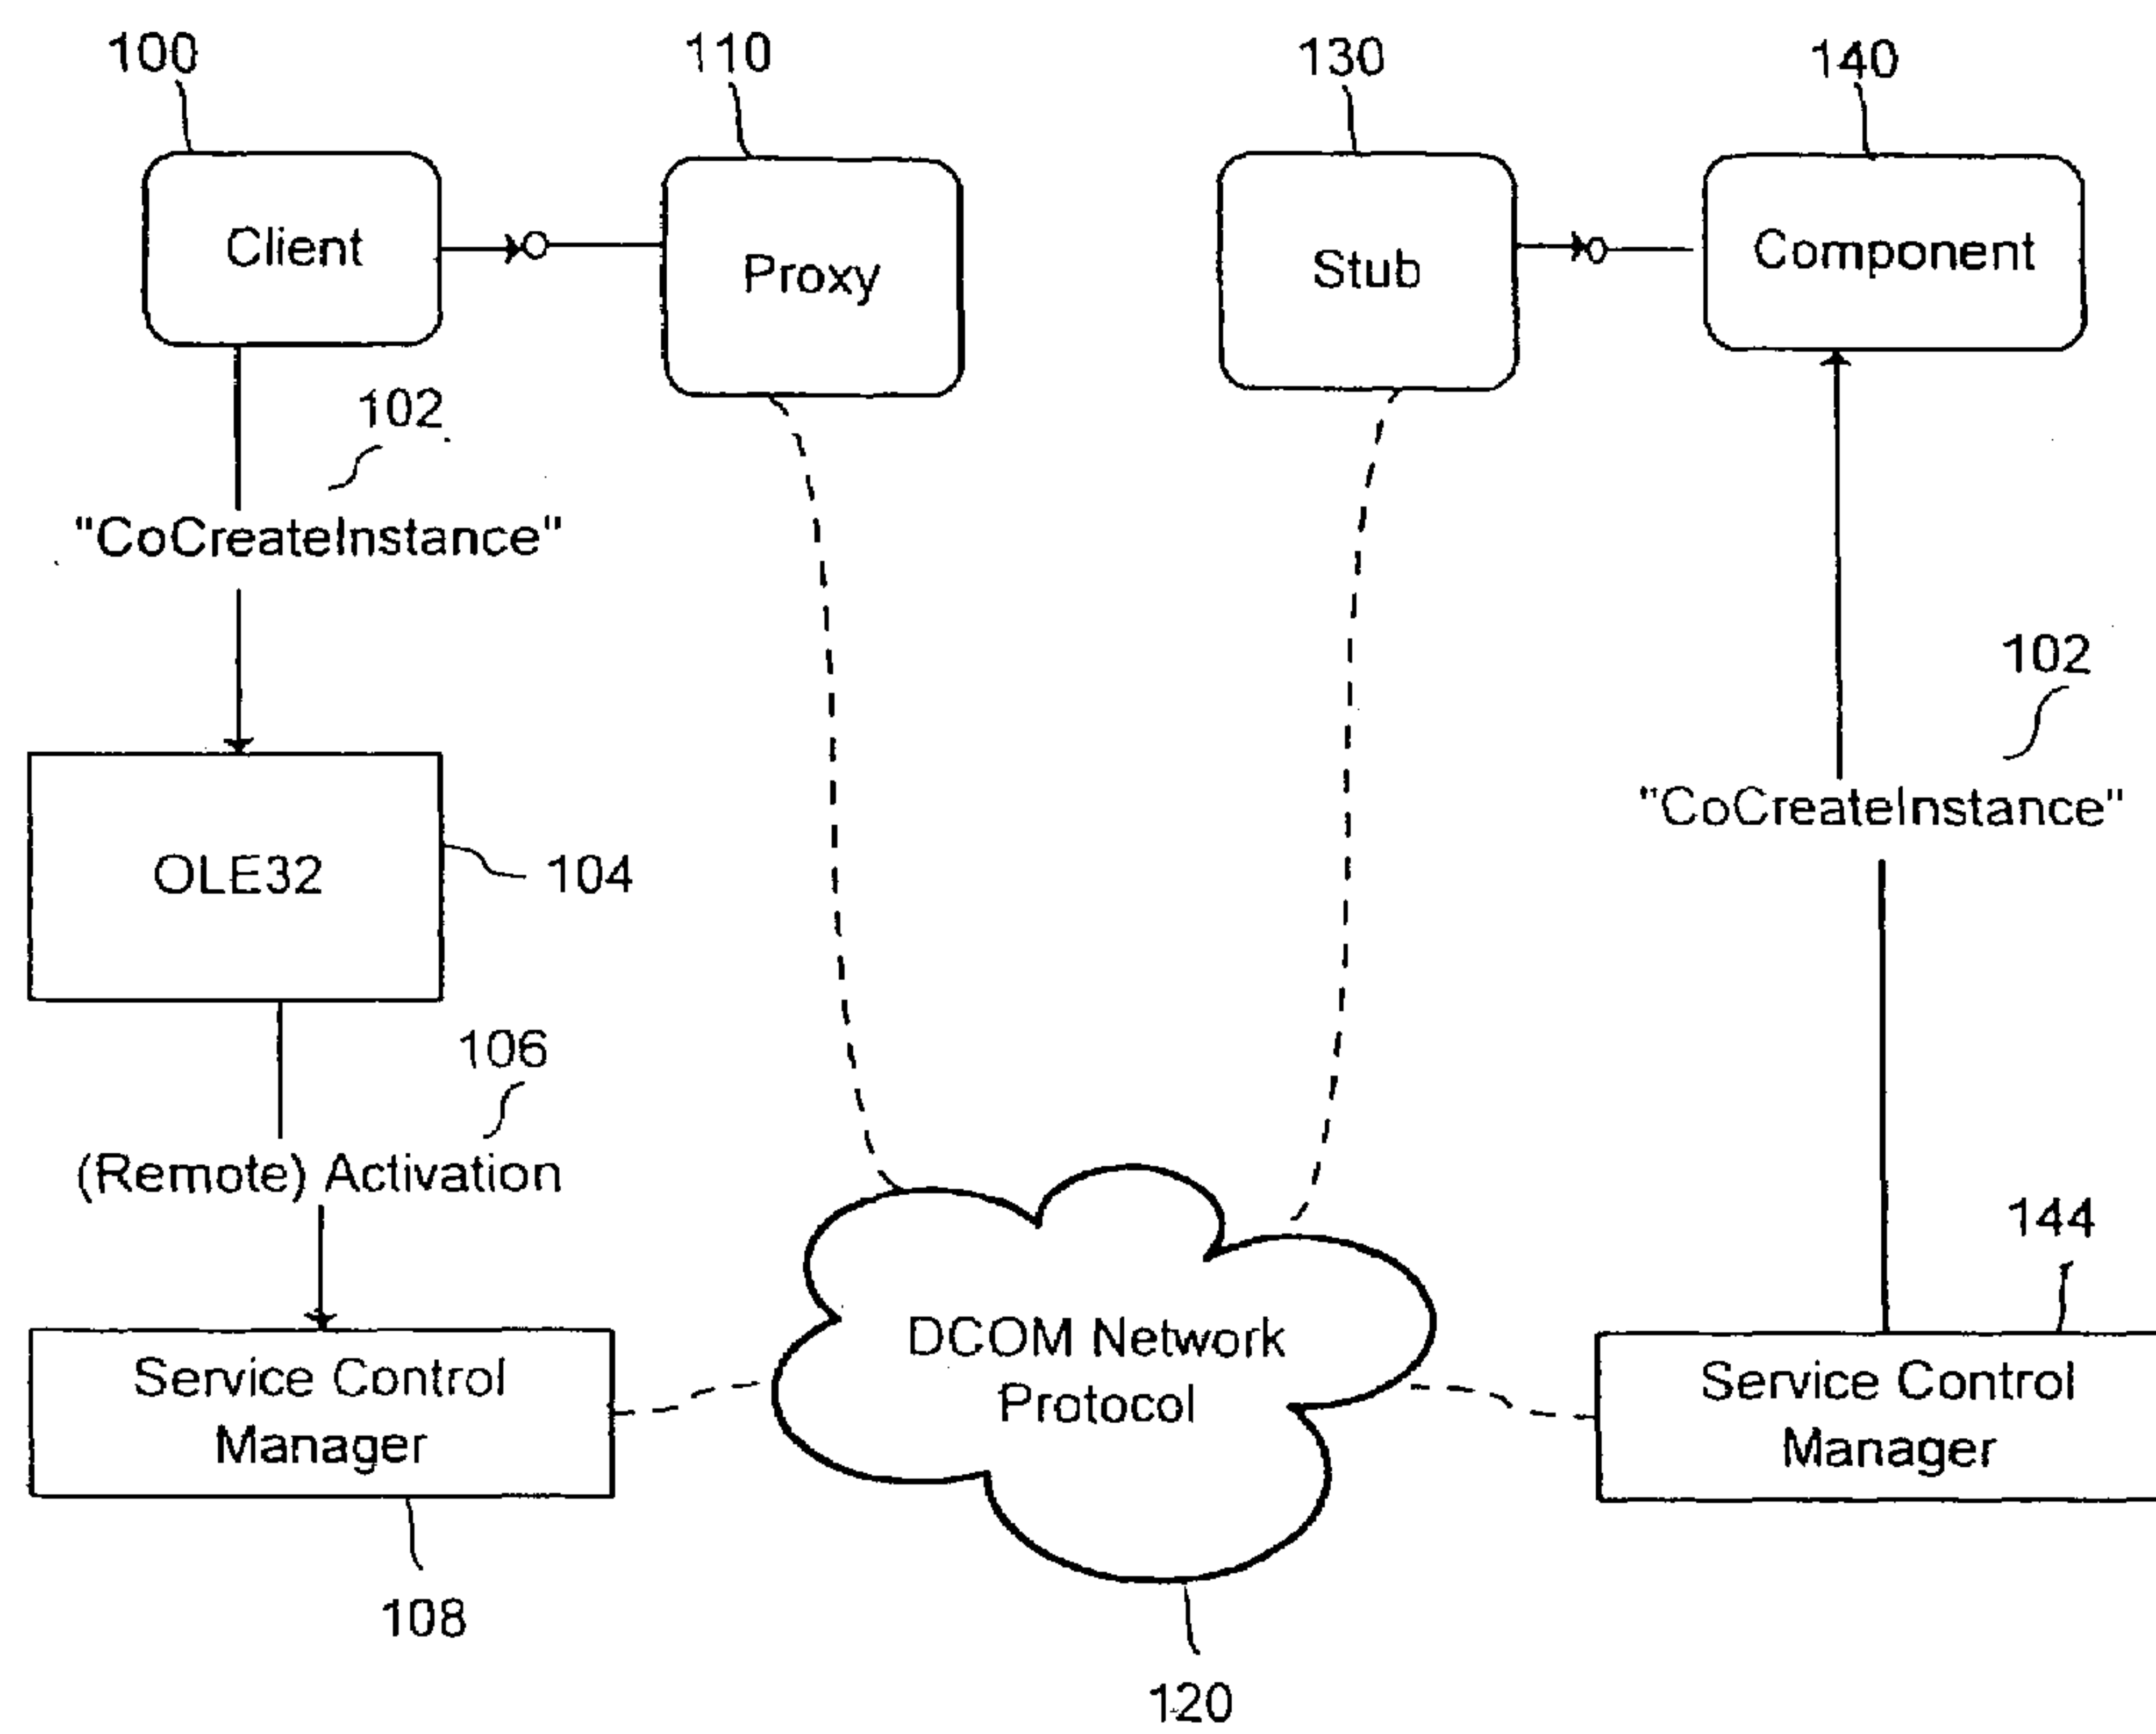 100
110
130
140
Client
Proxy
Stub
Component
102
"CoCreateInstance"
102
"CoCreateInstance"
OLE32
104
106
(Remote) Activation
144
Service Control
Manager
DCOM Network
Protocol
Service Control
Manager
108
120